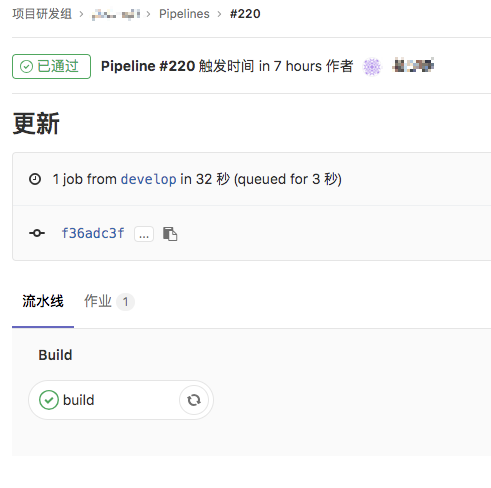 项目研发组 > > Pipelines > #220
已通过 Pipeline #220 触发时间 in 7 hours 作者
更新
1 job from develop in 32 秒 (queued for 3 秒)
f36adc3f ...
流水线 作业 1
Build
build